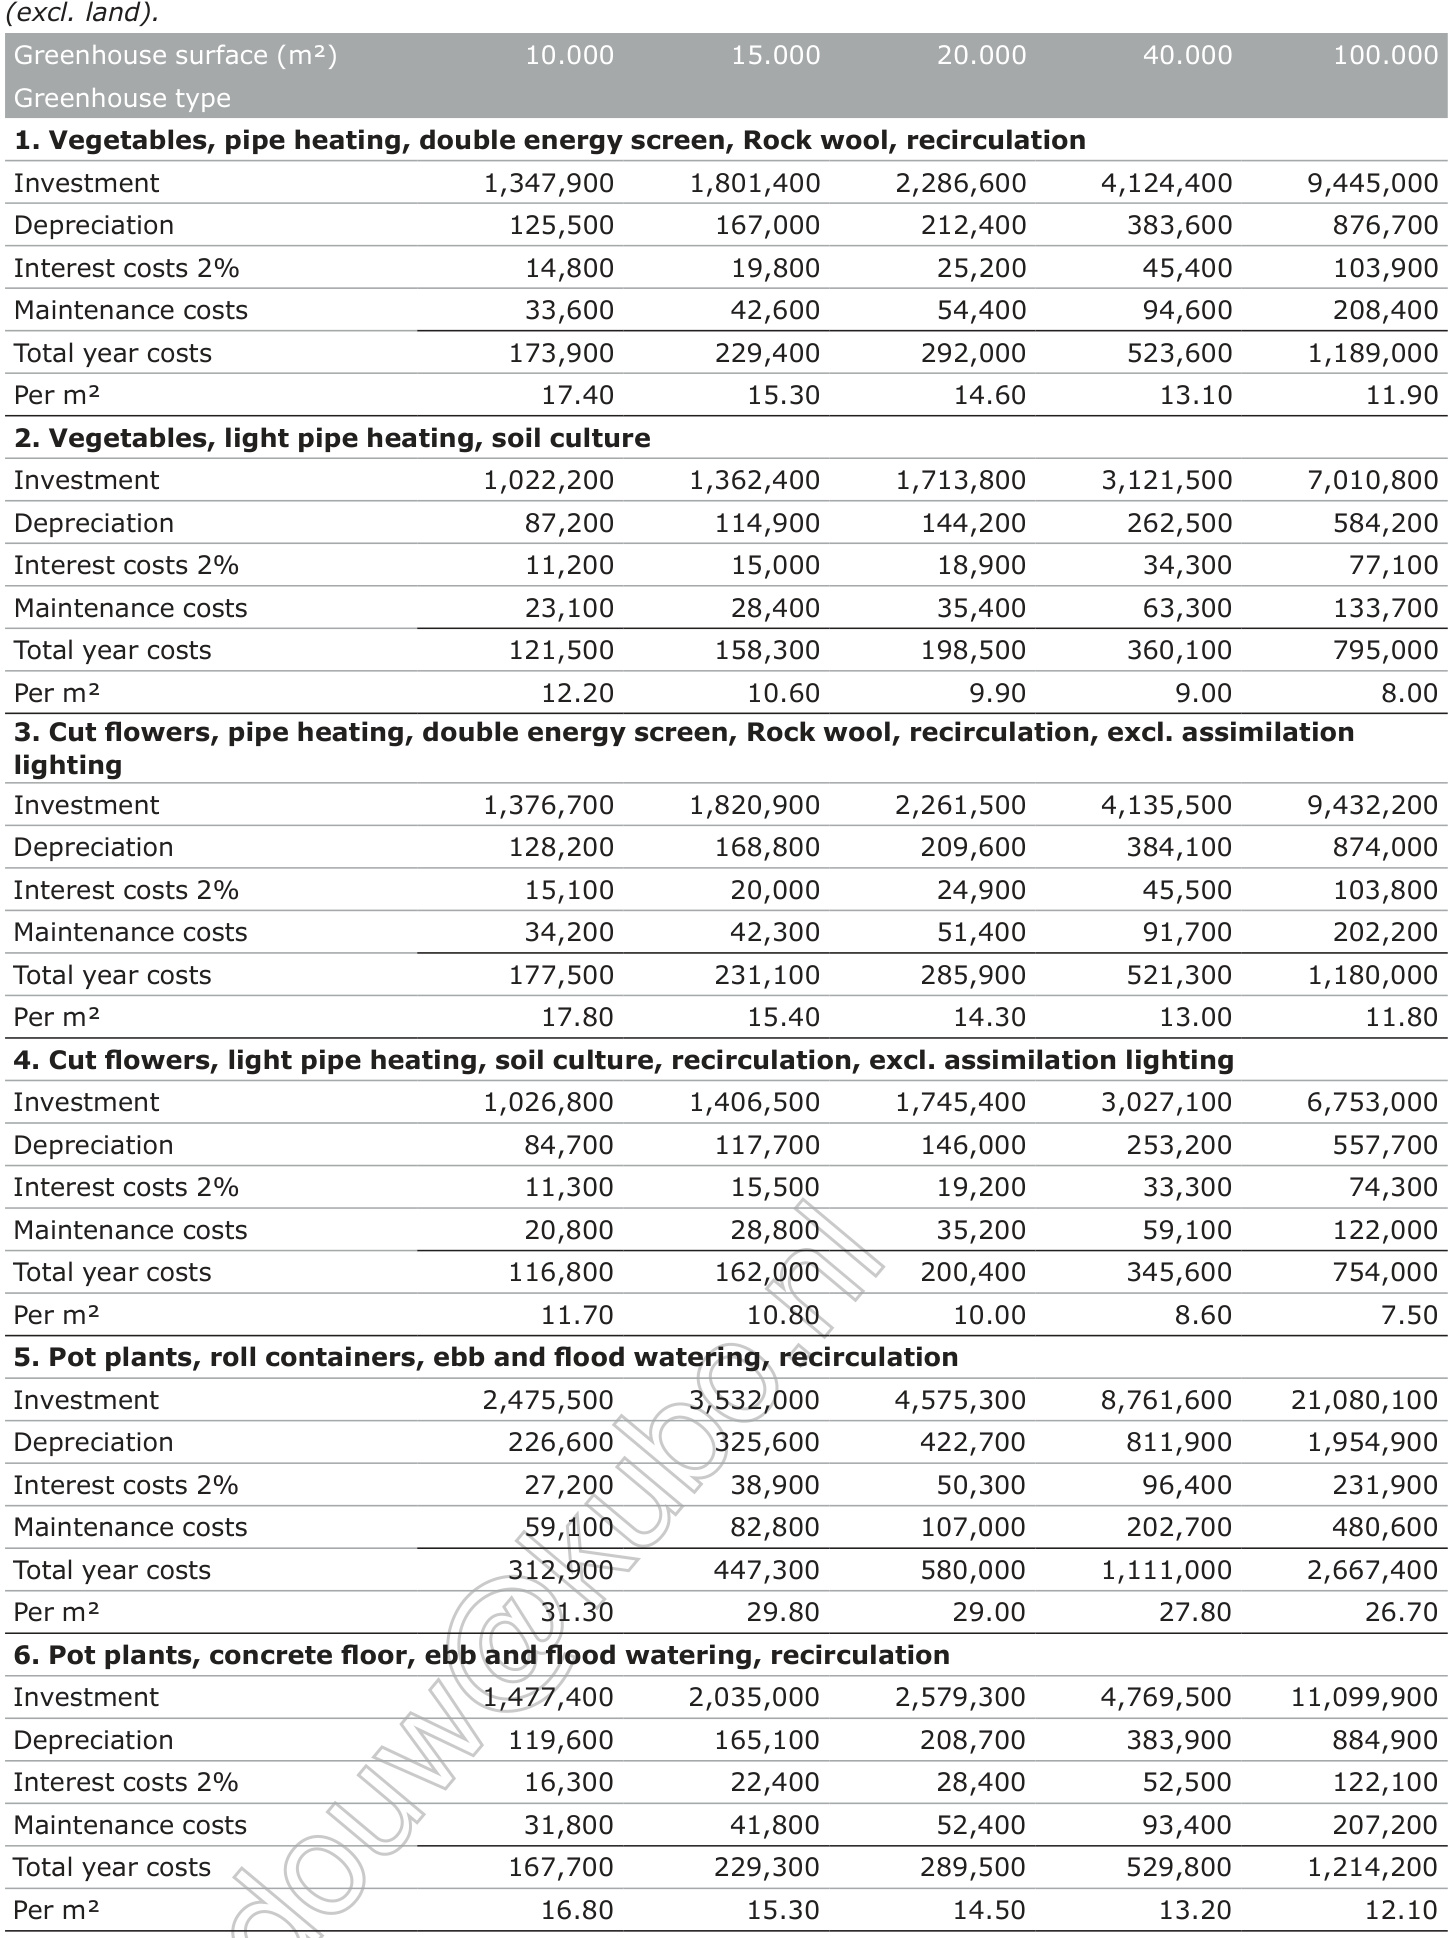 (excl. land).
Greenhouse surface (m²) 10.000 15.000 20.000 40.000 100.000
Greenhouse type
1. Vegetables, pipe heating, double energy screen, Rock wool, recirculation
Investment 1,347,900 1,801,400 2,286,600 4,124,400 9,445,000
Depreciation 125,500 167,000 212,400 383,600 876,700
Interest costs 2% 14,800 19,800 25,200 45,400 103,900
Maintenance costs 33,600 42,600 54,400 94,600 208,400
Total year costs 173,900 229,400 292,000 523,600 1,189,000
Per m² 17.40 15.30 14.60 13.10 11.90
2. Vegetables, light pipe heating, soil culture
Investment 1,022,200 1,362,400 1,713,800 3,121,500 7,010,800
Depreciation 87,200 114,900 144,200 262,500 584,200
Interest costs 2% 11,200 15,000 18,900 34,300 77,100
Maintenance costs 23,100 28,400 35,400 63,300 133,700
Total year costs 121,500 158,300 198,500 360,100 795,000
Per m² 12.20 10.60 9.90 9.00 8.00
3. Cut flowers, pipe heating, double energy screen, Rock wool, recirculation, excl. assimilation
lighting
Investment 1,376,700 1,820,900 2,261,500 4,135,500 9,432,200
Depreciation 128,200 168,800 209,600 384,100 874,000
Interest costs 2% 15,100 20,000 24,900 45,500 103,800
Maintenance costs 34,200 42,300 51,400 91,700 202,200
Total year costs 177,500 231,100 285,900 521,300 1,180,000
Per m² 17.80 15.40 14.30 13.00 11.80
4. Cut flowers, light pipe heating, soil culture, recirculation, excl. assimilation lighting
Investment 1,026,800 1,406,500 1,745,400 3,027,100 6,753,000
Depreciation 84,700 117,700 146,000 253,200 557,700
Interest costs 2% 11,300 15,500 19,200 33,300 74,300
Maintenance costs 20,800 28,800 35,200 59,100 122,000
Total year costs 116,800 162,000 200,400 345,600 754,000
Per m² 11.70 10.80 10.00 8.60 7.50
5. Pot plants, roll containers, ebb and flood watering, recirculation
Investment 2,475,500 3,532,000 4,575,300 8,761,600 21,080,100
Depreciation 226,600 325,600 422,700 811,900 1,954,900
Interest costs 2% 27,200 38,900 50,300 96,400 231,900
Maintenance costs 59,100 82,800 107,000 202,700 480,600
Total year costs 312,900 447,300 580,000 1,111,000 2,667,400
Per m² 31.30 29.80 29.00 27.80 26.70
6. Pot plants, concrete floor, ebb and flood watering, recirculation
Investment 1,477,400 2,035,000 2,579,300 4,769,500 11,099,900
Depreciation 119,600 165,100 208,700 383,900 884,900
Interest costs 2% 16,300 22,400 28,400 52,500 122,100
Maintenance costs 31,800 41,800 52,400 93,400 207,200
Total year costs 167,700 229,300 289,500 529,800 1,214,200
Per m² 16.80 15.30 14.50 13.20 12.10
douw@kubo.nl